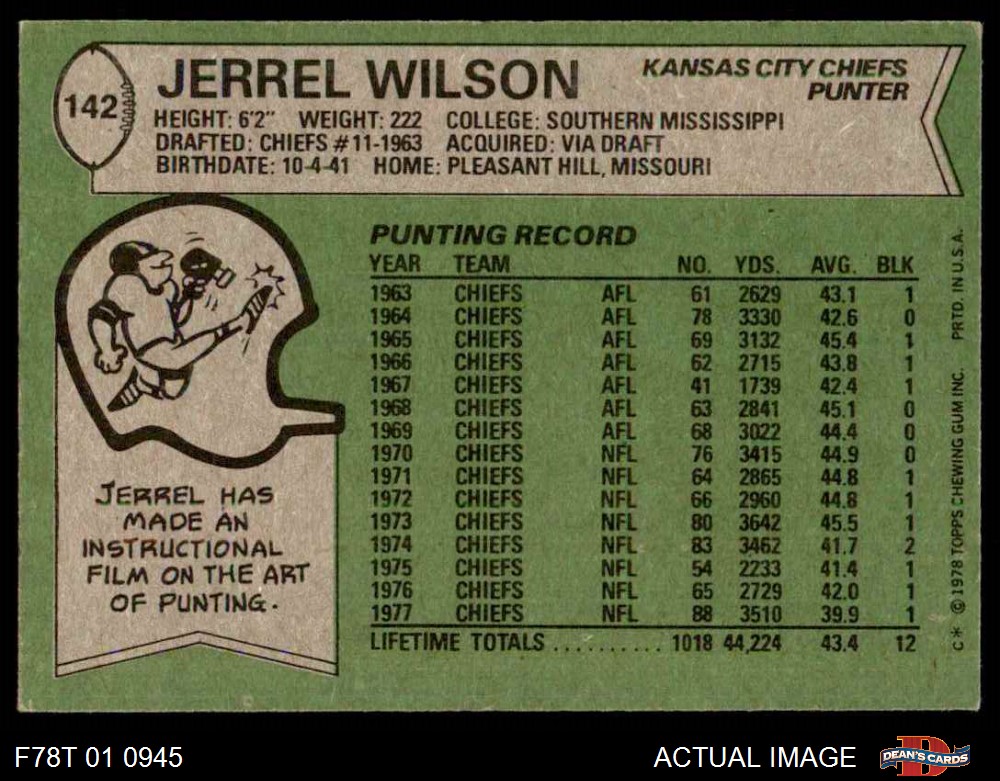 142
JERREL WILSON
KANSAS CITY CHIEFS
PUNTER
HEIGHT: 6'2" WEIGHT: 222 COLLEGE: SOUTHERN MISSISSIPPI
DRAFTED: CHIEFS #11-1963 ACQUIRED: VIA DRAFT
BIRTHDATE: 10-4-41 HOME: PLEASANT HILL, MISSOURI
JERREL HAS
MADE AN
INSTRUCTIONAL
FILM ON THE ART
OF PUNTING.
PUNTING RECORD
YEAR TEAM NO. YDS. AVG. BLK
1963 CHIEFS AFL 61 2629 43.1 1
1964 CHIEFS AFL 78 3330 42.6 0
1965 CHIEFS AFL 69 3132 45.4 1
1966 CHIEFS AFL 62 2715 43.8 1
1967 CHIEFS AFL 41 1739 42.4 1
1968 CHIEFS AFL 63 2841 45.1 0
1969 CHIEFS AFL 68 3022 44.4 0
1970 CHIEFS NFL 76 3415 44.9 0
1971 CHIEFS NFL 64 2865 44.8 1
1972 CHIEFS NFL 66 2960 44.8 1
1973 CHIEFS NFL 80 3642 45.5 1
1974 CHIEFS NFL 83 3462 41.7 2
1975 CHIEFS NFL 54 2233 41.4 1
1976 CHIEFS NFL 65 2729 42.0 1
1977 CHIEFS NFL 88 3510 39.9 1
LIFETIME TOTALS .......... 1018 44,224 43.4 12
C* © 1978 TOPPS CHEWING GUM INC. PRTD. IN U.S.A.
F78T 01 0945
ACTUAL IMAGE
D
DEAN'S CARDS